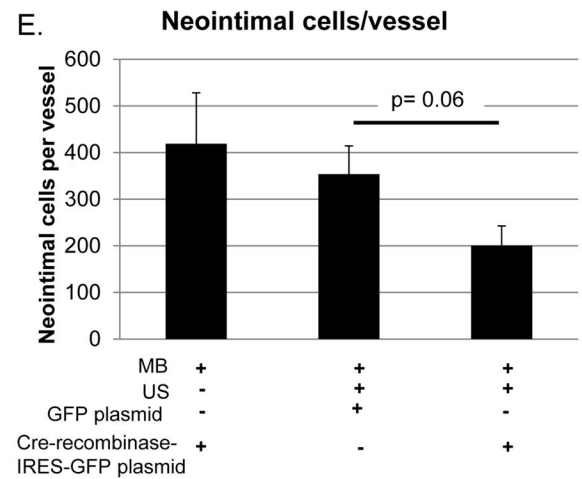 E.
Neointimal cells/vessel
Neointimal cells per vessel
600
500
400
300
200
100
0
p= 0.06
MB + + +
US - + +
GFP plasmid - + -
Cre-recombinase- + - +
IRES-GFP plasmid